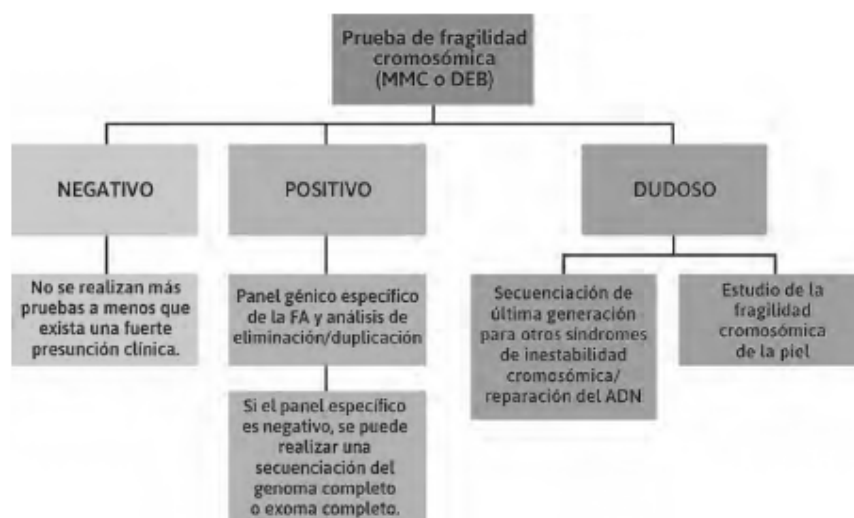 Prueba de fragilidad
cromosómica
(MMC o DEB)
NEGATIVO
POSITIVO
DUDOSO
No se realizan más
pruebas a menos que
exista una fuerte
presunción clínica.
Panel génico específico
de la FA y análisis de
eliminación/duplicación
Secuenciación de
última generación
para otros síndromes
de inestabilidad
cromosómica/
reparación del ADN
Estudio de la
fragilidad
cromosómica
de la piel
Si el panel específico
es negativo, se puede
realizar una
secuenciación del
genoma completo
o exoma completo.